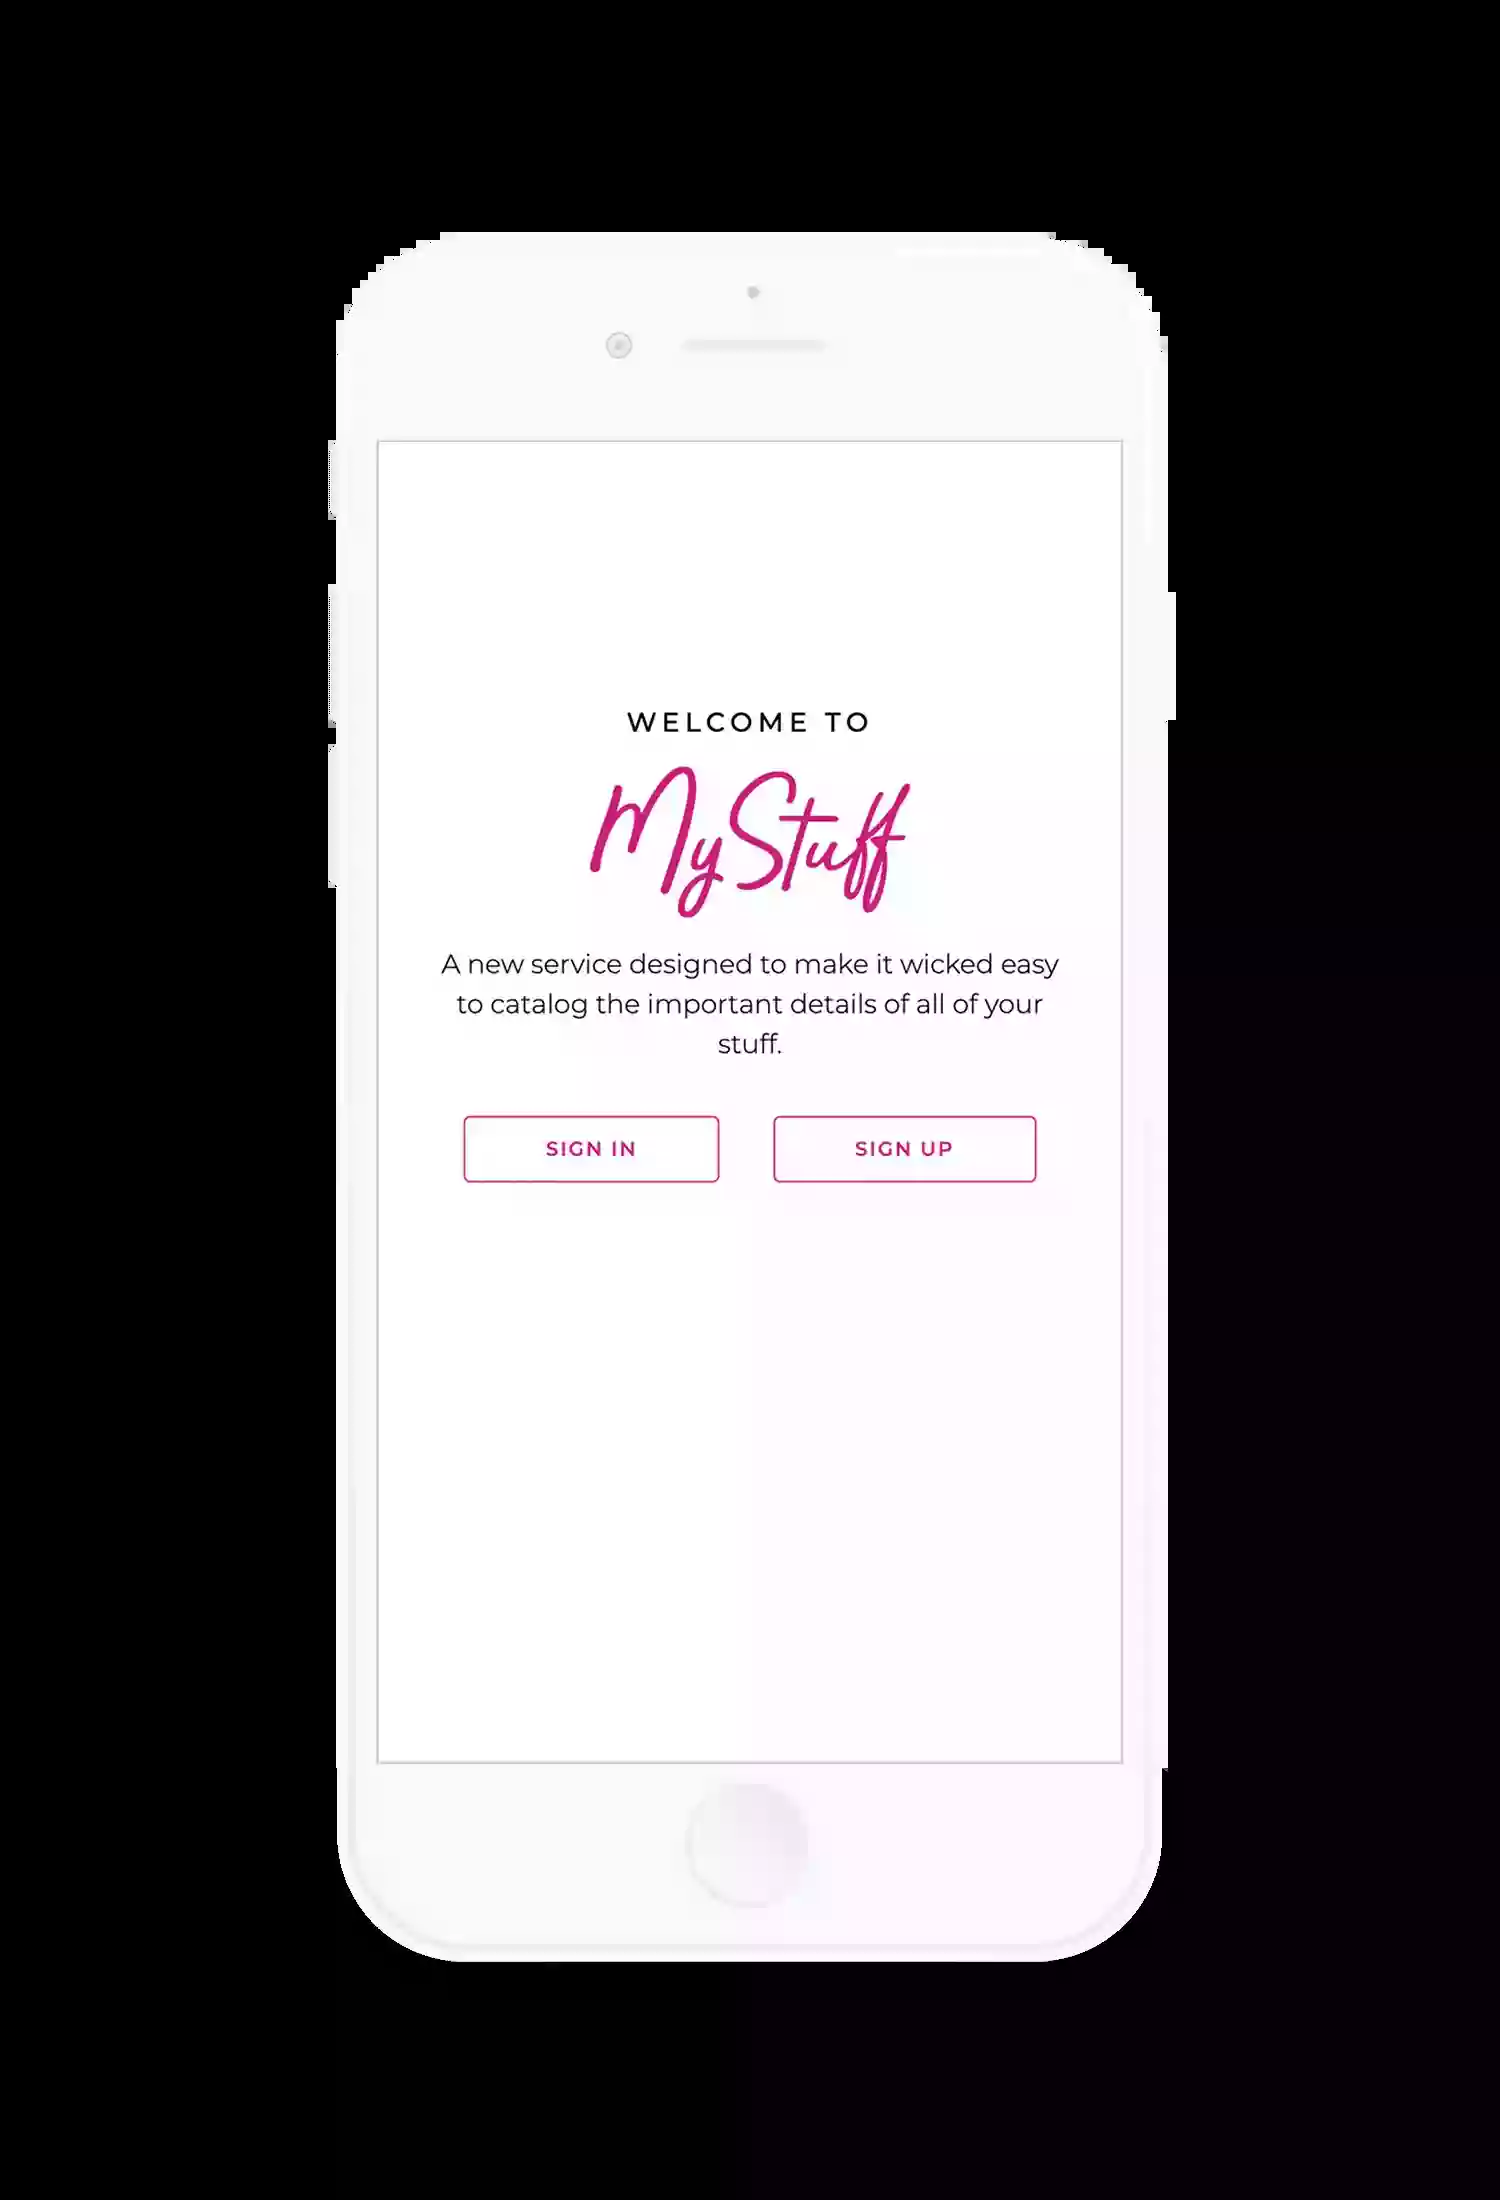 WELCOME TO
MyStuff
A new service designed to make it wicked easy
to catalog the important details of all of your
stuff.
SIGN IN
SIGN UP